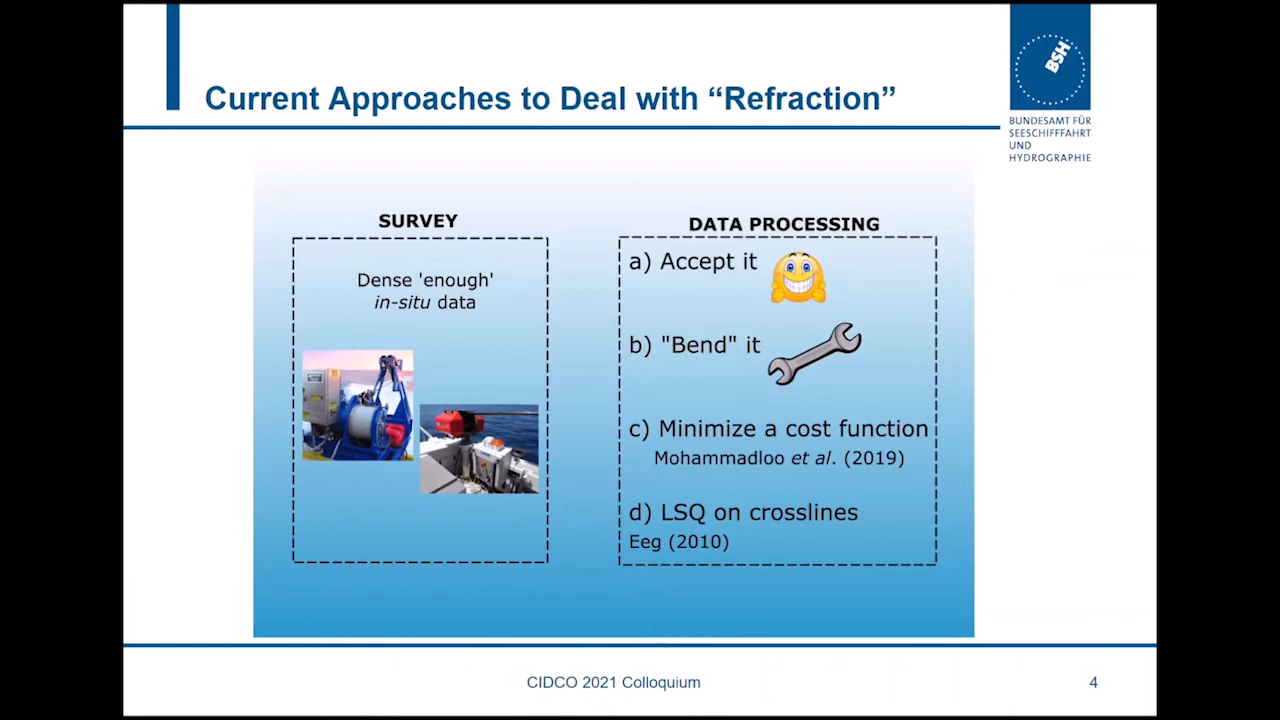 Current Approaches to Deal with “Refraction”
BSH
BUNDESAMT FÜR
SEESCHIFFFAHRT
UND
HYDROGRAPHIE
SURVEY
Dense 'enough'
in-situ data
DATA PROCESSING
a) Accept it
b) "Bend" it
c) Minimize a cost function
Mohammadloo et al. (2019)
d) LSQ on crosslines
Eeg (2010)
CIDCO 2021 Colloquium
4